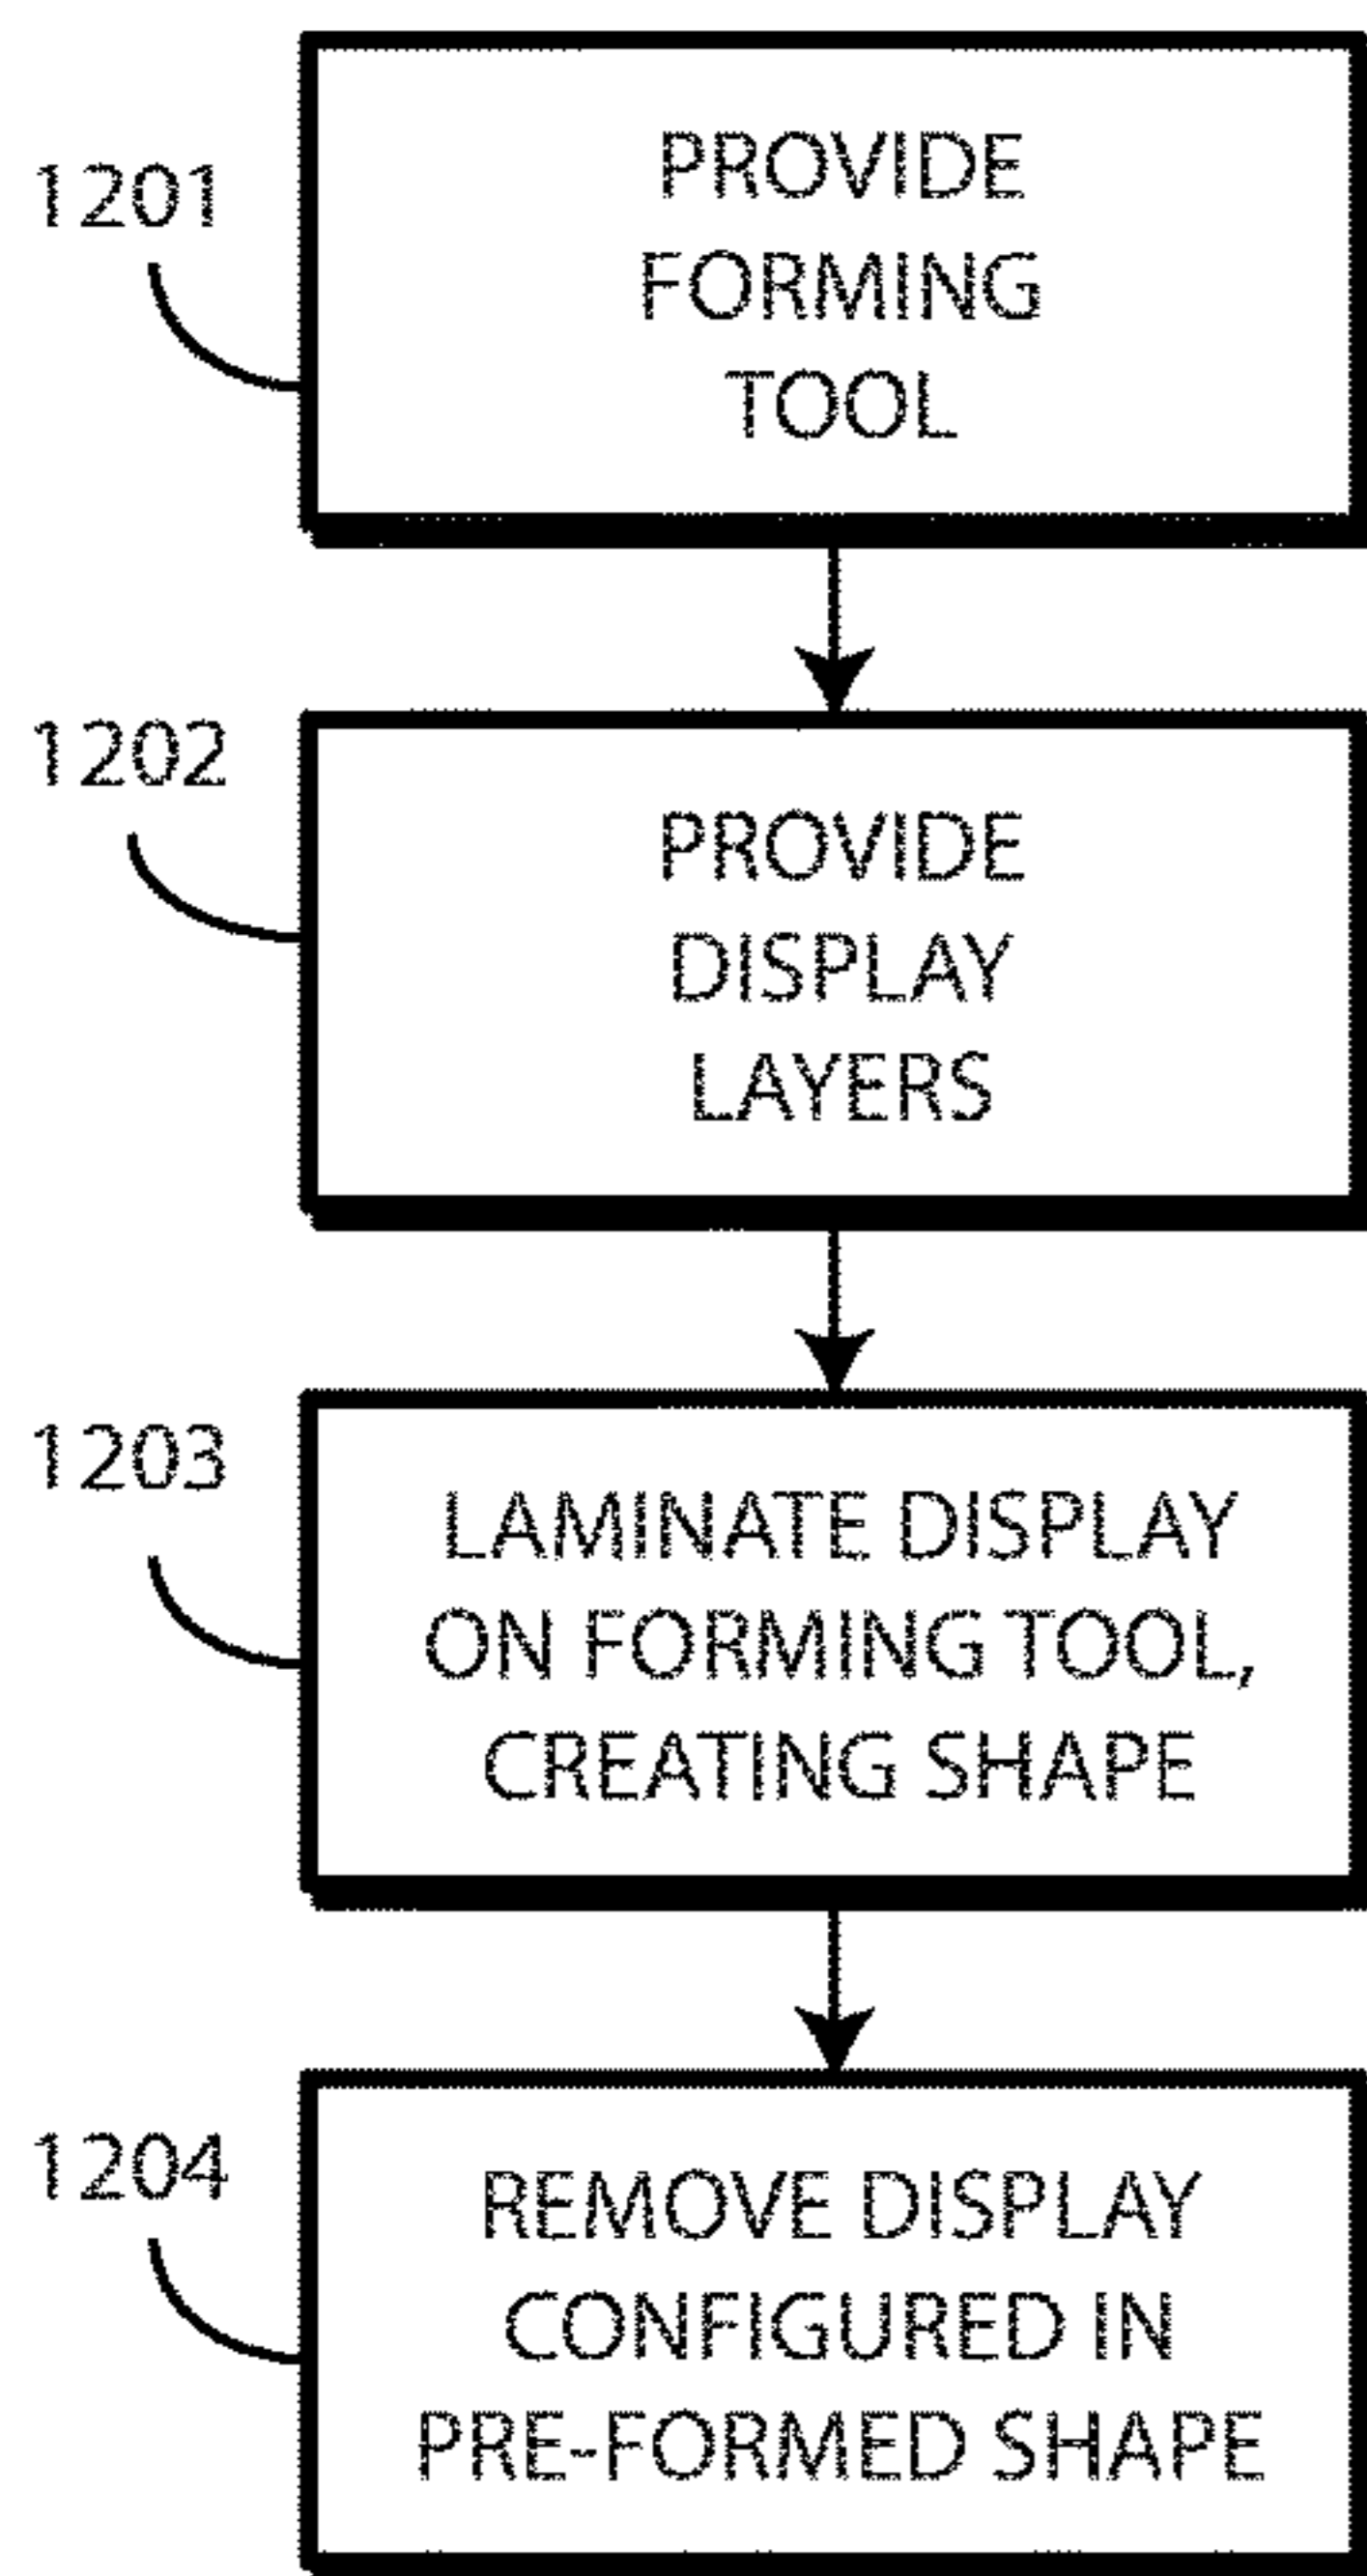 1201
PROVIDE
FORMING
TOOL
1202
PROVIDE
DISPLAY
LAYERS
1203
LAMINATE DISPLAY
ON FORMING TOOL,
CREATING SHAPE
1204
REMOVE DISPLAY
CONFIGURED IN
PRE-FORMED SHAPE